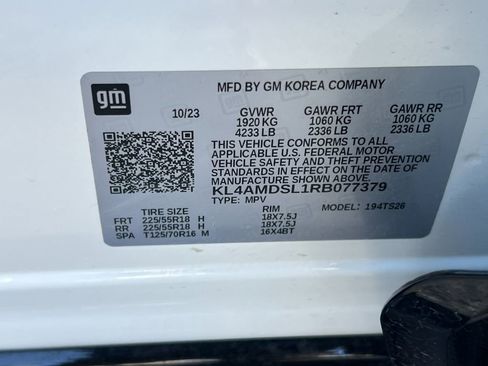 gm
MFD BY GM KOREA COMPANY
10/23 GVWR GAWR FRT GAWR RR
1920 KG 1060 KG 1060 KG
4233 LB 2336 LB 2336 LB
THIS VEHICLE CONFORMS TO ALL
APPLICABLE U.S. FEDERAL MOTOR
VEHICLE SAFETY AND THEFT PREVENTION
STANDARDS IN EFFECT ON THE DATE OF
MANUFACTURE SHOWN ABOVE.
KL4AMDSL1RB077379
TYPE: MPV MODEL: 194TS26
TIRE SIZE RIM
FRT 225/55R18 H 18X7.5J
RR 225/55R18 H 18X7.5J
SPA T125/70R16 M 16X4BT